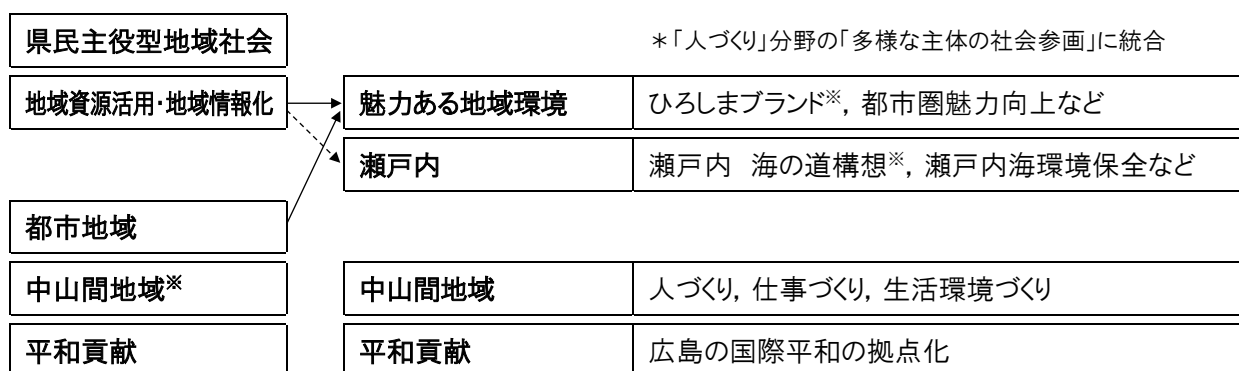 県民主役型地域社会
＊「人づくり」分野の「多様な主体の社会参画」に統合
地域資源活用・地域情報化 魅力ある地域環境 ひろしまブランド※，都市圏魅力向上など
瀬戸内 瀬戸内　海の道構想※，瀬戸内海環境保全など
都市地域
中山間地域※ 中山間地域 人づくり，仕事づくり，生活環境づくり
平和貢献 平和貢献 広島の国際平和の拠点化